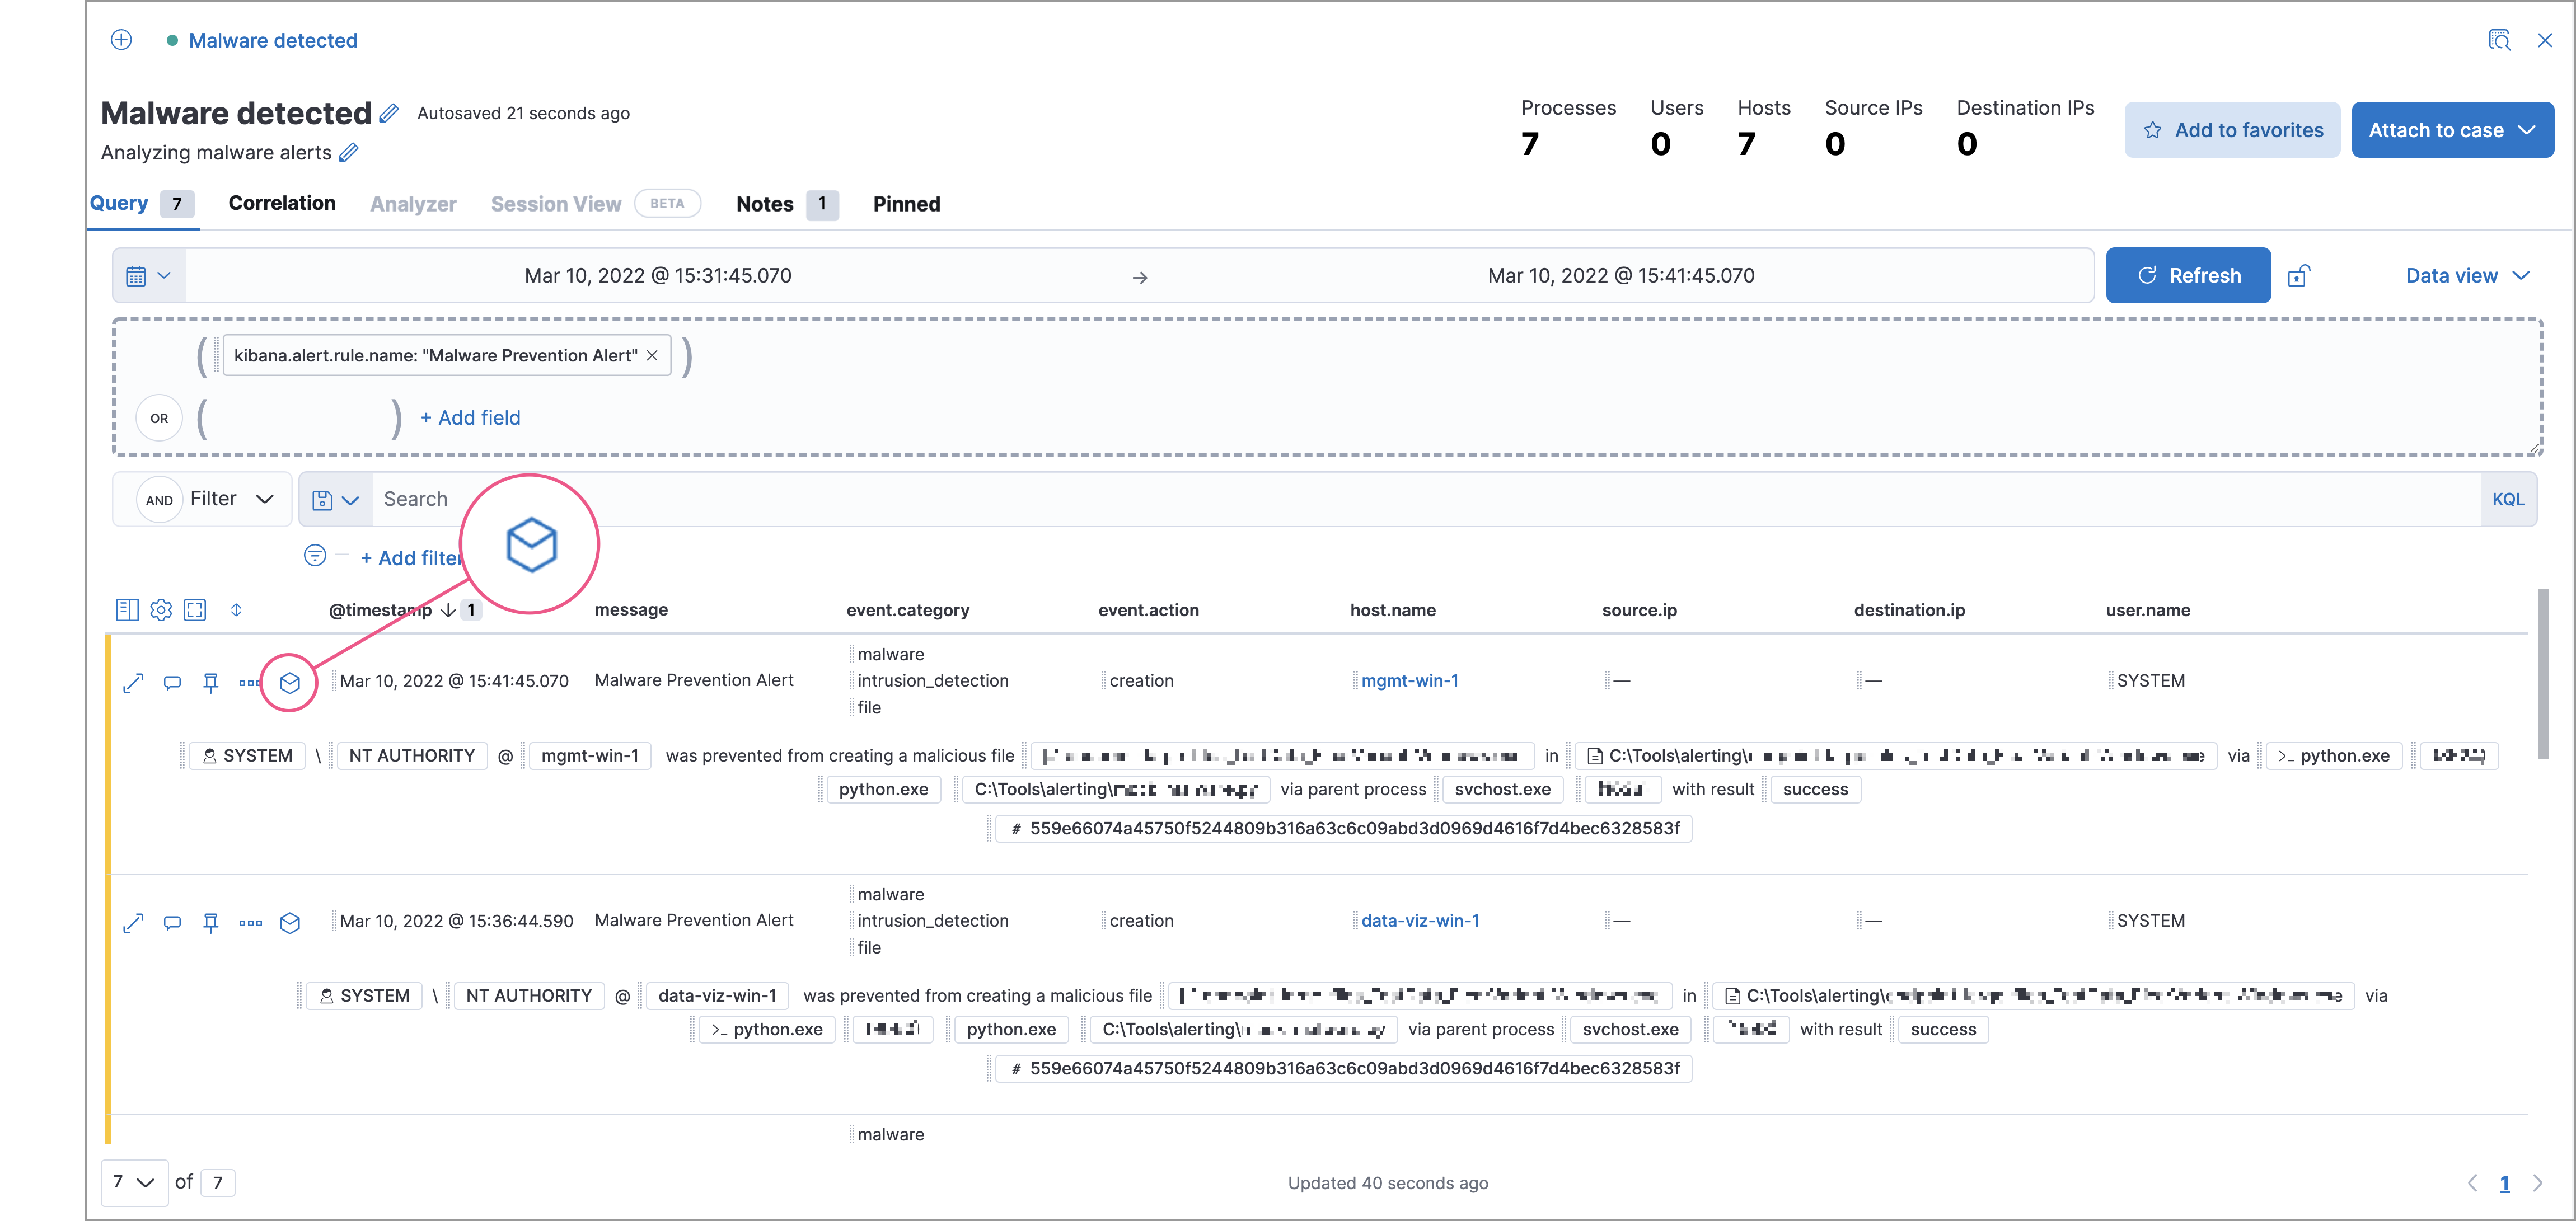 Malware detected
Malware detected Autosaved 21 seconds ago
Analyzing malware alerts
Processes Users Hosts Source IPs Destination IPs
7 0 7 0 0
Add to favorites Attach to case
Query 7 Correlation Analyzer Session View BETA Notes 1 Pinned
Mar 10, 2022 @ 15:31:45.070 → Mar 10, 2022 @ 15:41:45.070 Refresh Data view
( kibana.alert.rule.name: "Malware Prevention Alert" × )
OR ( ) + Add field
AND Filter Search KQL
+ Add filter
@timestamp ↓ 1 message event.category event.action host.name source.ip destination.ip user.name
malware
Mar 10, 2022 @ 15:41:45.070 Malware Prevention Alert intrusion_detection creation mgmt-win-1 — — SYSTEM
file
SYSTEM \ NT AUTHORITY @ mgmt-win-1 was prevented from creating a malicious file in C:\Tools\alerting\ via >_ python.exe
python.exe C:\Tools\alerting\ via parent process svchost.exe with result success
# 559e66074a45750f5244809b316a63c6c09abd3d0969d4616f7d4bec6328583f
malware
Mar 10, 2022 @ 15:36:44.590 Malware Prevention Alert intrusion_detection creation data-viz-win-1 — — SYSTEM
file
SYSTEM \ NT AUTHORITY @ data-viz-win-1 was prevented from creating a malicious file in C:\Tools\alerting\ via
>_ python.exe python.exe C:\Tools\alerting\ via parent process svchost.exe with result success
# 559e66074a45750f5244809b316a63c6c09abd3d0969d4616f7d4bec6328583f
malware
7 of 7 Updated 40 seconds ago 1